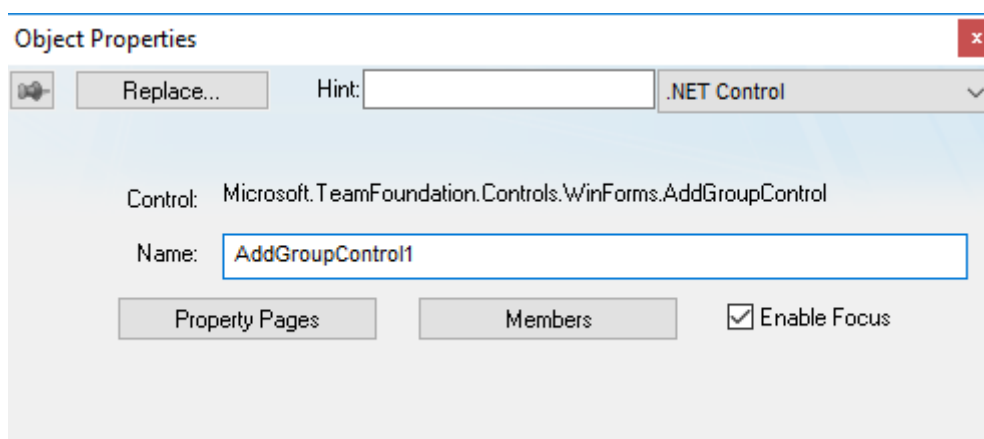 Object Properties
x
Replace... Hint: .NET Control
Control: Microsoft.TeamFoundation.Controls.WinForms.AddGroupControl
Name: AddGroupControl1
Property Pages Members Enable Focus